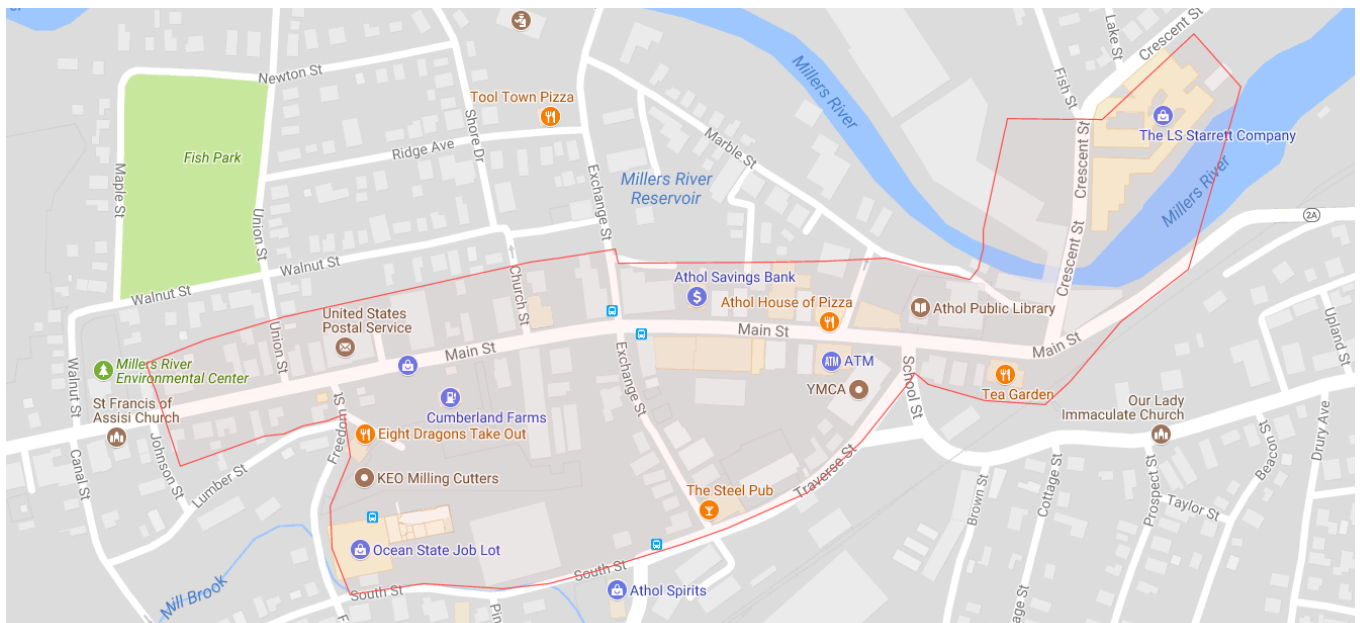 Newton St
Fish Park
Maple St
Union St
Walnut St
Walnut St
Walnut St
Canal St
Millers River
Environmental Center
St Francis of
Assisi Church
Johnson St
Lumber St
Mill Brook
Tool Town Pizza
Ridge Ave
Shore Dr
Exchange St
Marble St
Millers River
Reservoir
Millers River
Lake St
Crescent St
Fish St
Crescent St
Crescent St
The LS Starrett Company
Millers River
2A
United States
Postal Service
Union St
Church St
Main St
Cumberland Farms
Freedom St
Eight Dragons Take Out
KEO Milling Cutters
Ocean State Job Lot
South St
South St
Athol Spirits
Exchange St
The Steel Pub
Traverse St
Athol Savings Bank
$
Athol House of Pizza
Main St
ATM
ATM
YMCA
Athol Public Library
School St
Tea Garden
Main St
Our Lady
Immaculate Church
Upland St
Brown St
Cottage St
Prospect St
Taylor St
Beacon St
Drury Ave